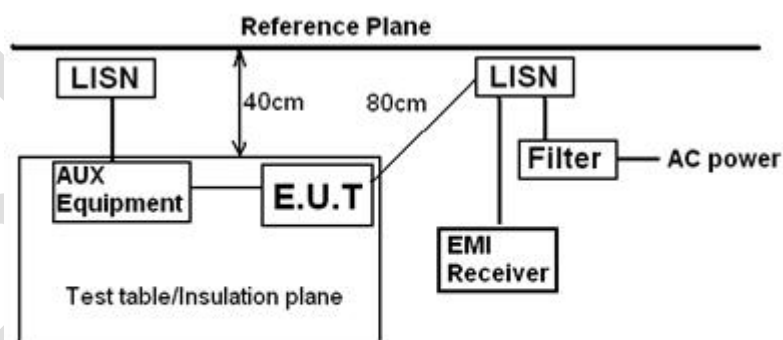 Reference Plane
LISN
LISN
40cm
80cm
Filter
AC power
AUX
Equipment
E.U.T
EMI
Receiver
Test table/Insulation plane